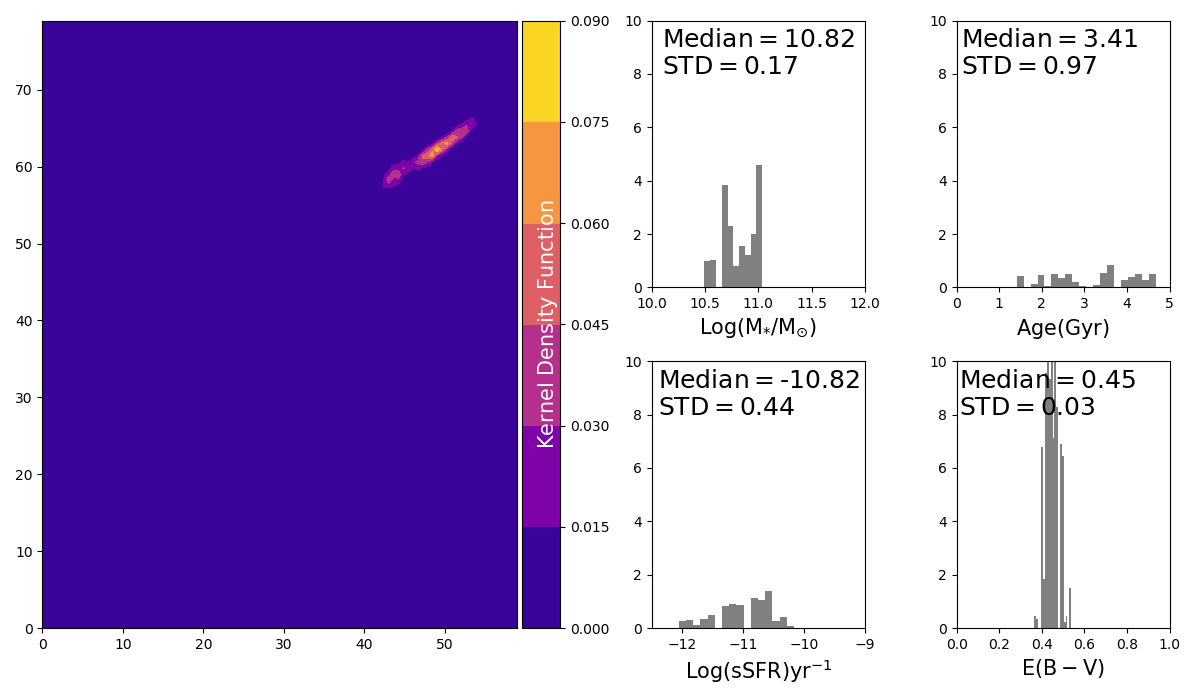 70
60
50
40
30
20
10
0
0 10 20 30 40 50
0.090
0.075
0.060
0.045
0.030
0.015
0.000
Kernel Density Function
Median = 10.82
STD = 0.17
10
8
6
4
2
0
10.0 10.5 11.0 11.5 12.0
Log(M*/M⊙)
Median = 3.41
STD = 0.97
10
8
6
4
2
0
0 1 2 3 4 5
Age(Gyr)
Median = -10.82
STD = 0.44
10
8
6
4
2
0
−12 −11 −10 −9
Log(sSFR)yr⁻¹
Median = 0.45
STD = 0.03
10
8
6
4
2
0
0.0 0.2 0.4 0.6 0.8 1.0
E(B − V)